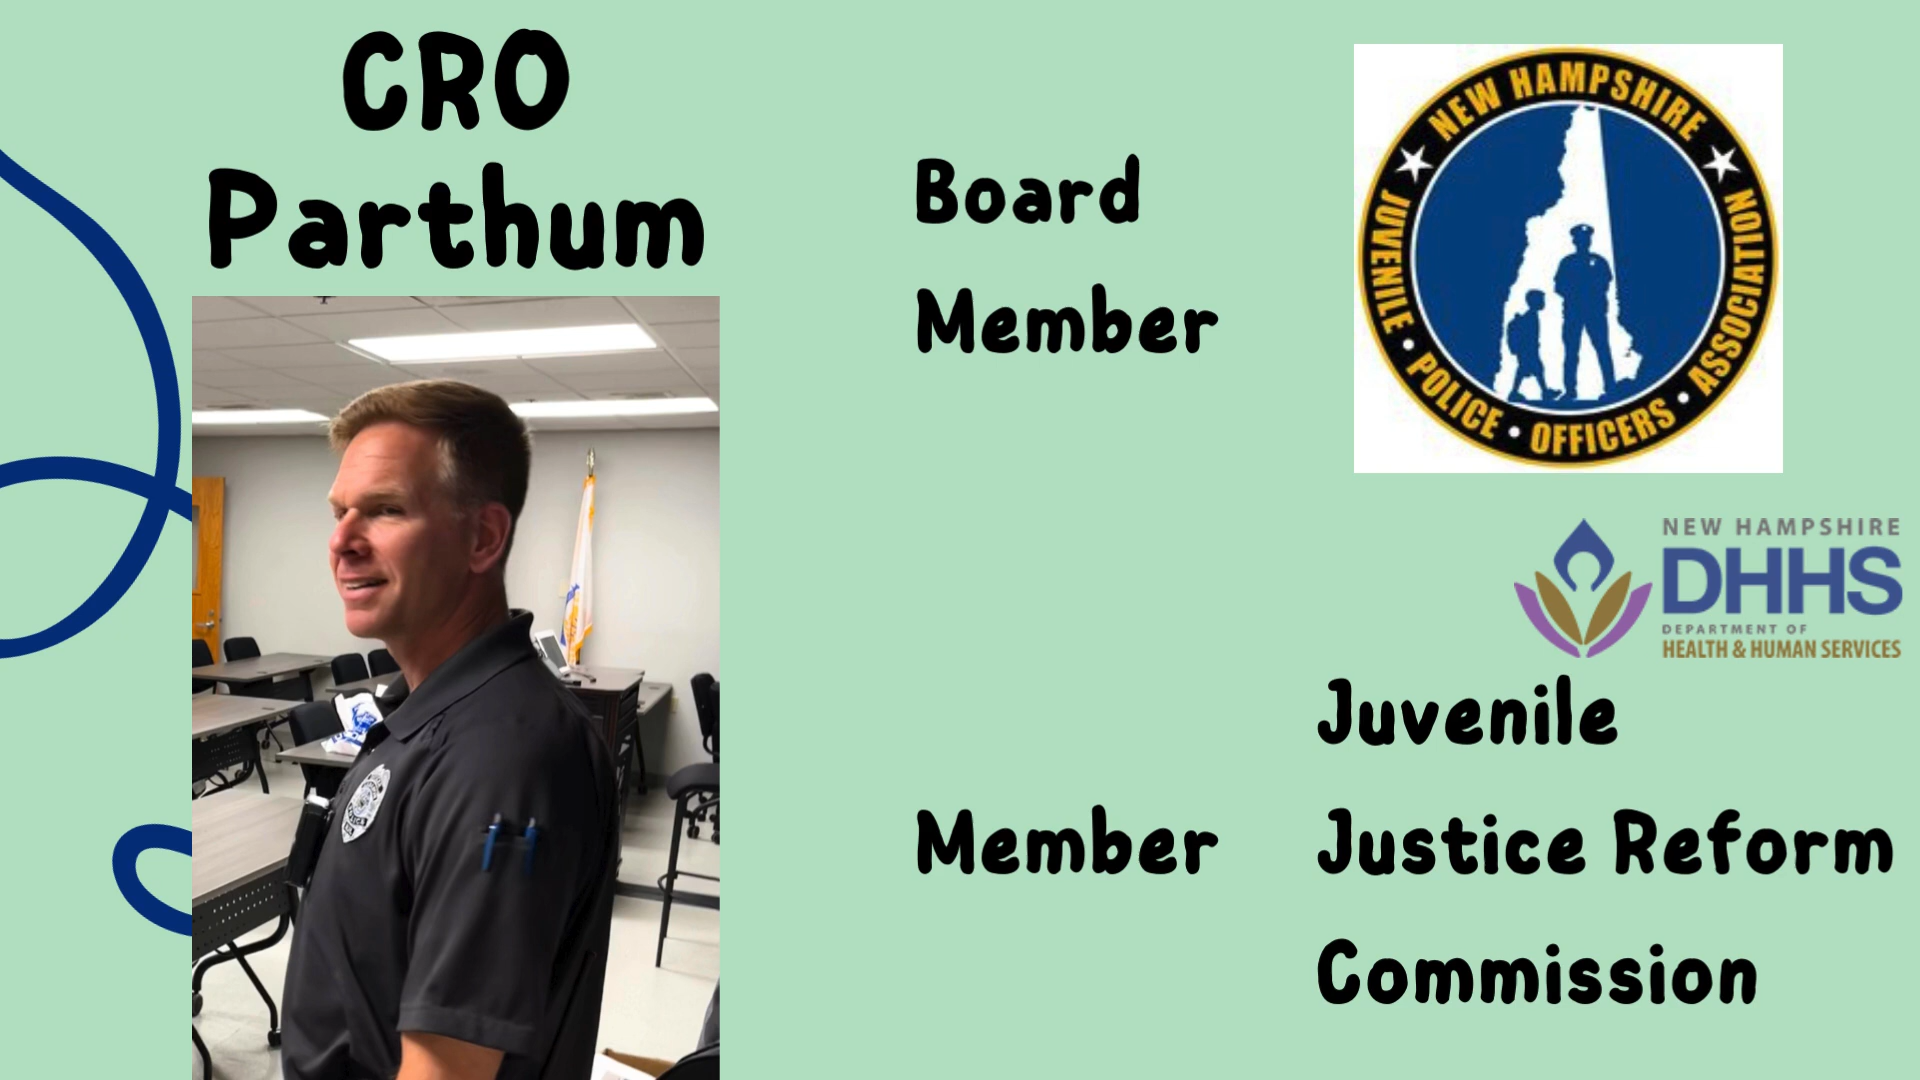 CRO
Parthum
Board
Member
NEW HAMPSHIRE
JUVENILE • POLICE • OFFICERS • ASSOCIATION
NEW HAMPSHIRE
DHHS
DEPARTMENT OF
HEALTH & HUMAN SERVICES
Member
Juvenile
Justice Reform
Commission